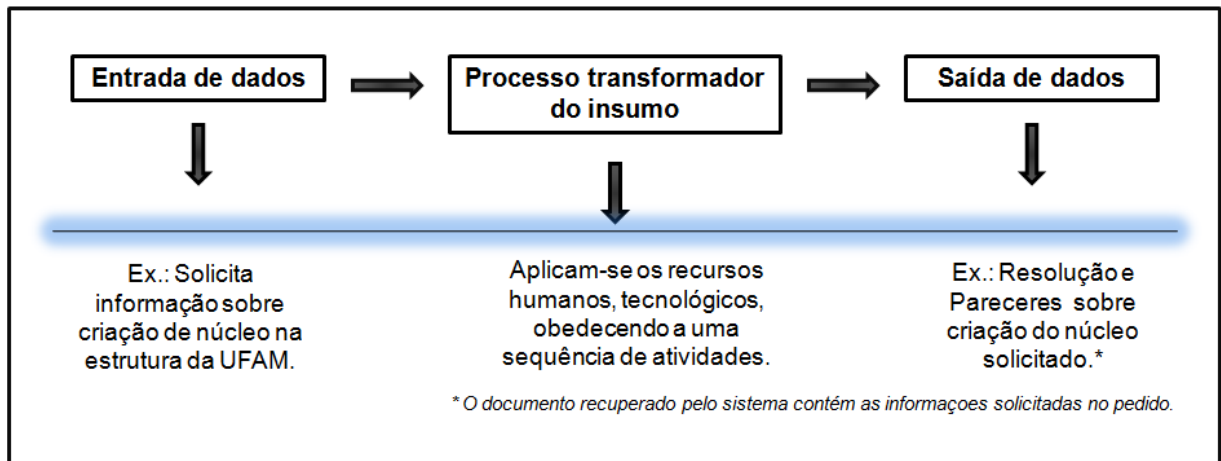 Entrada de dados
Processo transformador
do insumo
Saída de dados
Ex.: Solicita
informação sobre
criação de núcleo na
estrutura da UFAM.
Aplicam-se os recursos
humanos, tecnológicos,
obedecendo a uma
sequência de atividades.
Ex.: Resolução e
Pareceres sobre
criação do núcleo
solicitado.*
* O documento recuperado pelo sistema contém as informaçoes solicitadas no pedido.